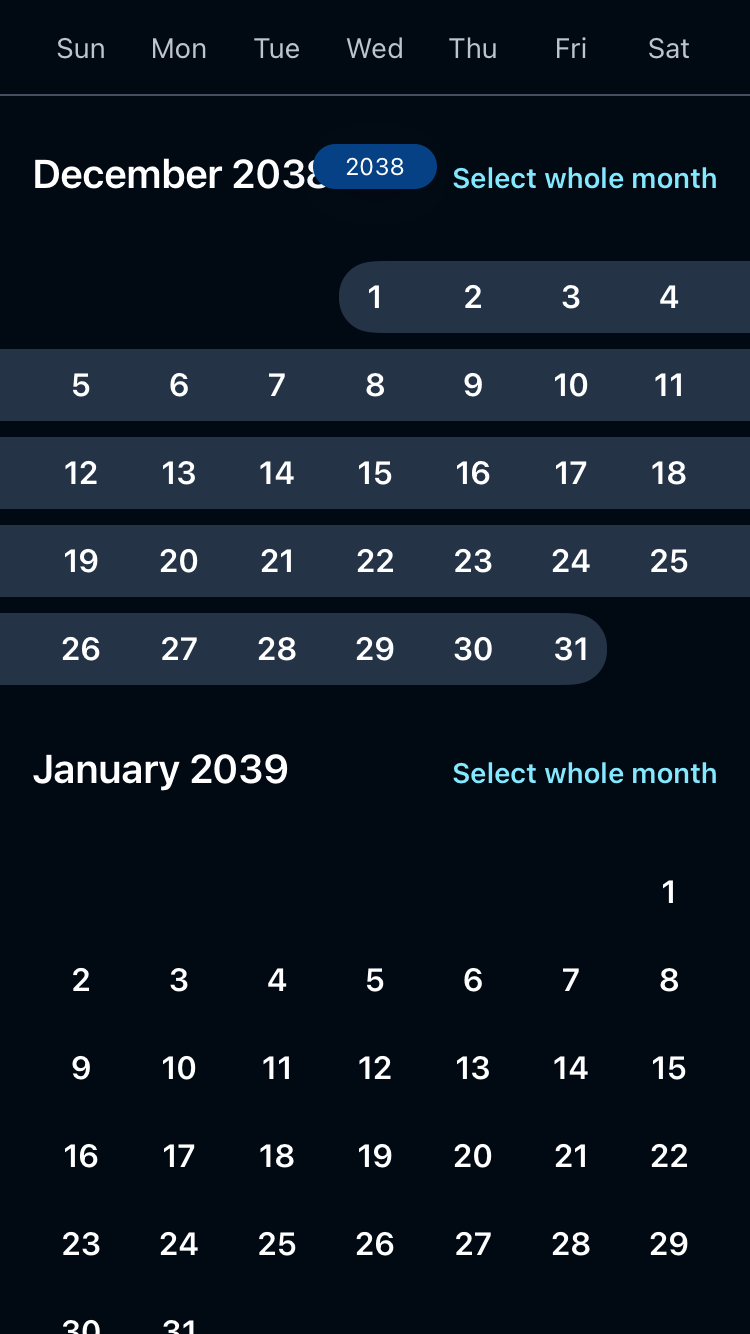 Sun Mon Tue Wed Thu Fri Sat
December 2038 2038 Select whole month
1 2 3 4
5 6 7 8 9 10 11
12 13 14 15 16 17 18
19 20 21 22 23 24 25
26 27 28 29 30 31
January 2039 Select whole month
1
2 3 4 5 6 7 8
9 10 11 12 13 14 15
16 17 18 19 20 21 22
23 24 25 26 27 28 29
30 31